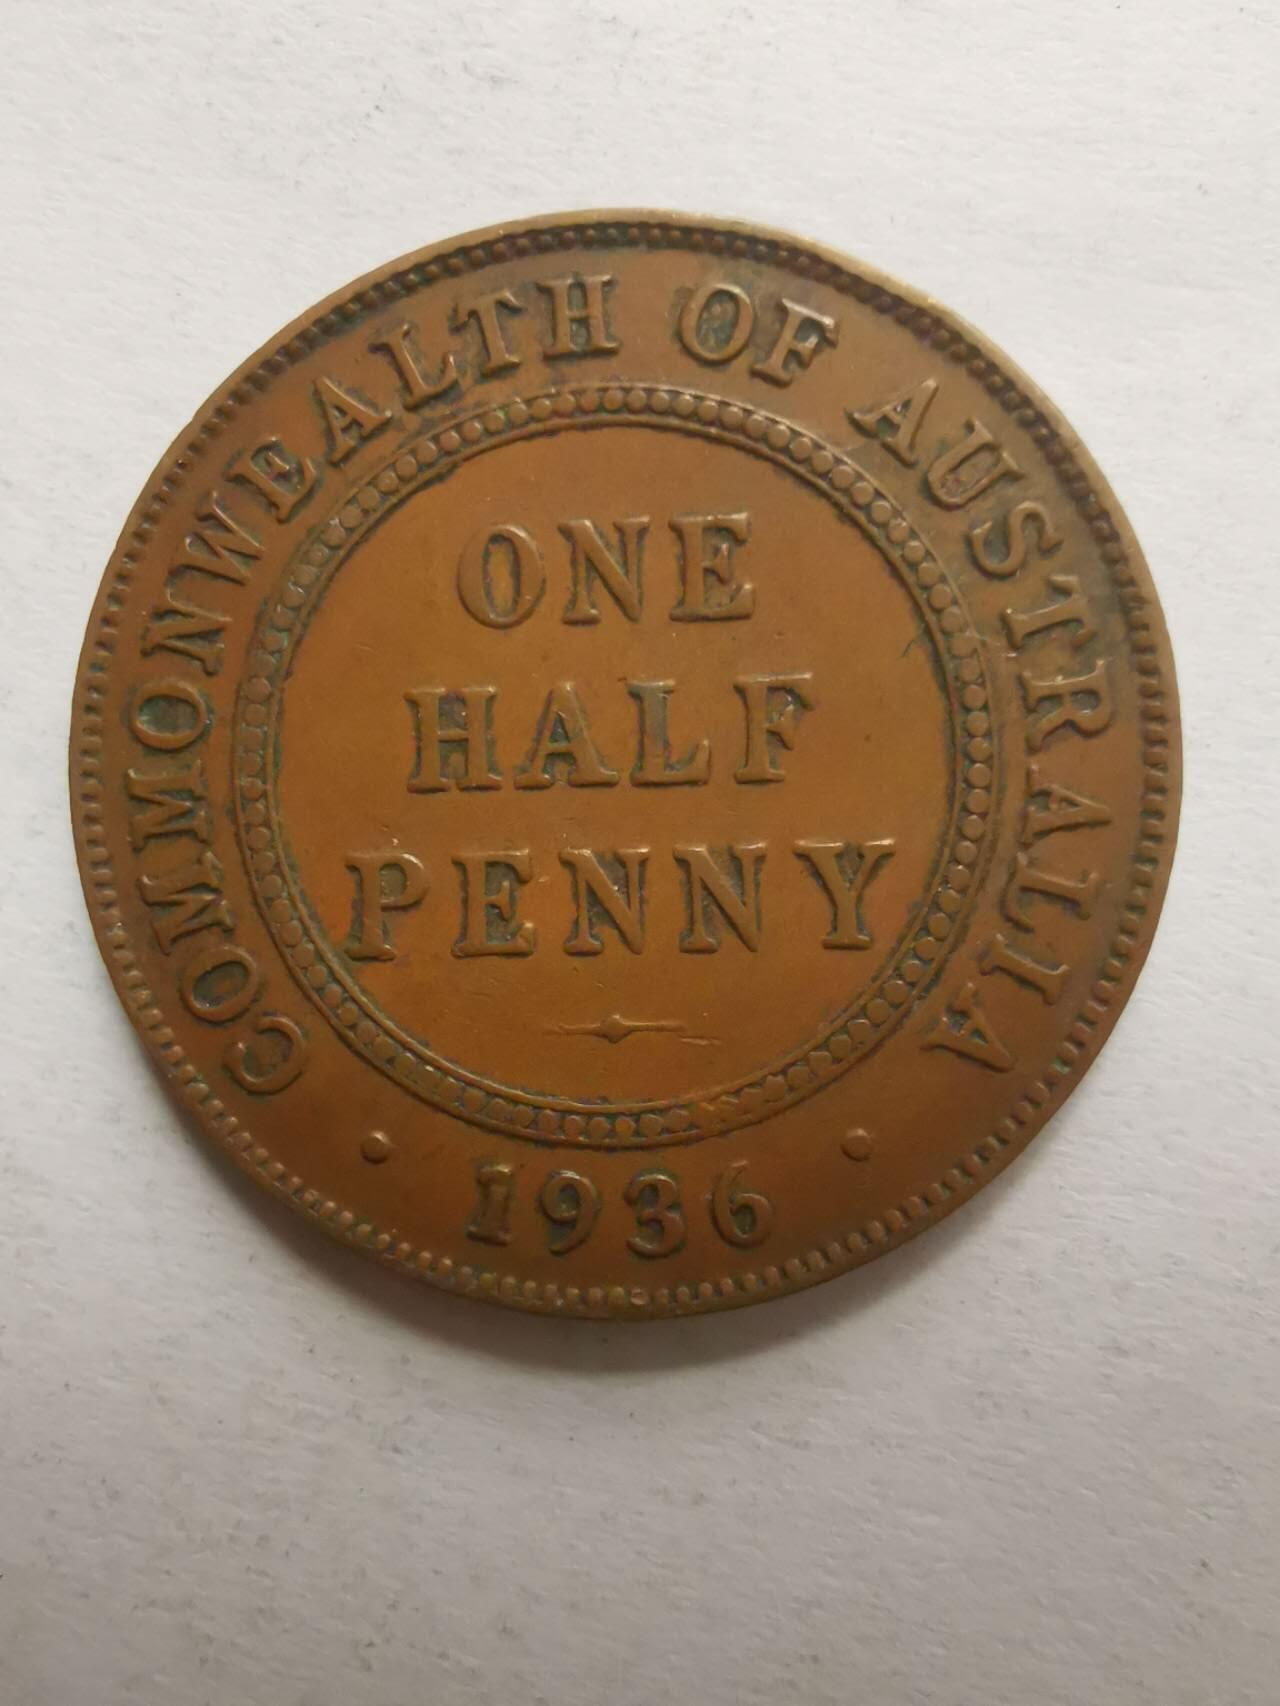 COMMONWEALTH OF AUSTRALIA
ONE
HALF
PENNY
· 1936 ·